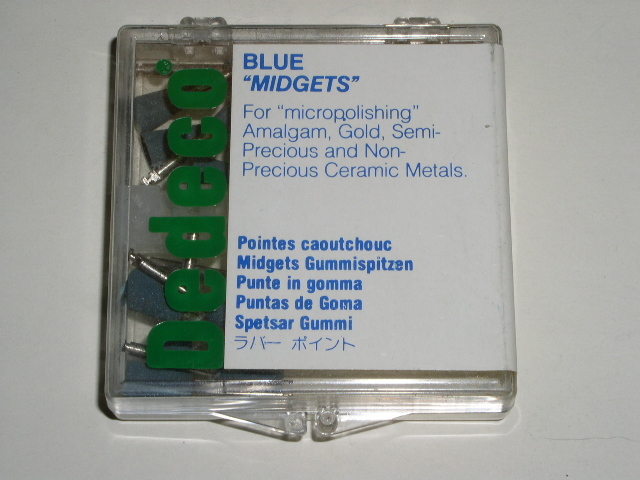 Dedeco®
BLUE
"MIDGETS"
For "micropolishing"
Amalgam, Gold, Semi-
Precious and Non-
Precious Ceramic Metals.
Pointes caoutchouc
Midgets Gummispitzen
Punte in gomma
Puntas de Goma
Spetsar Gummi
ラバー ポイント